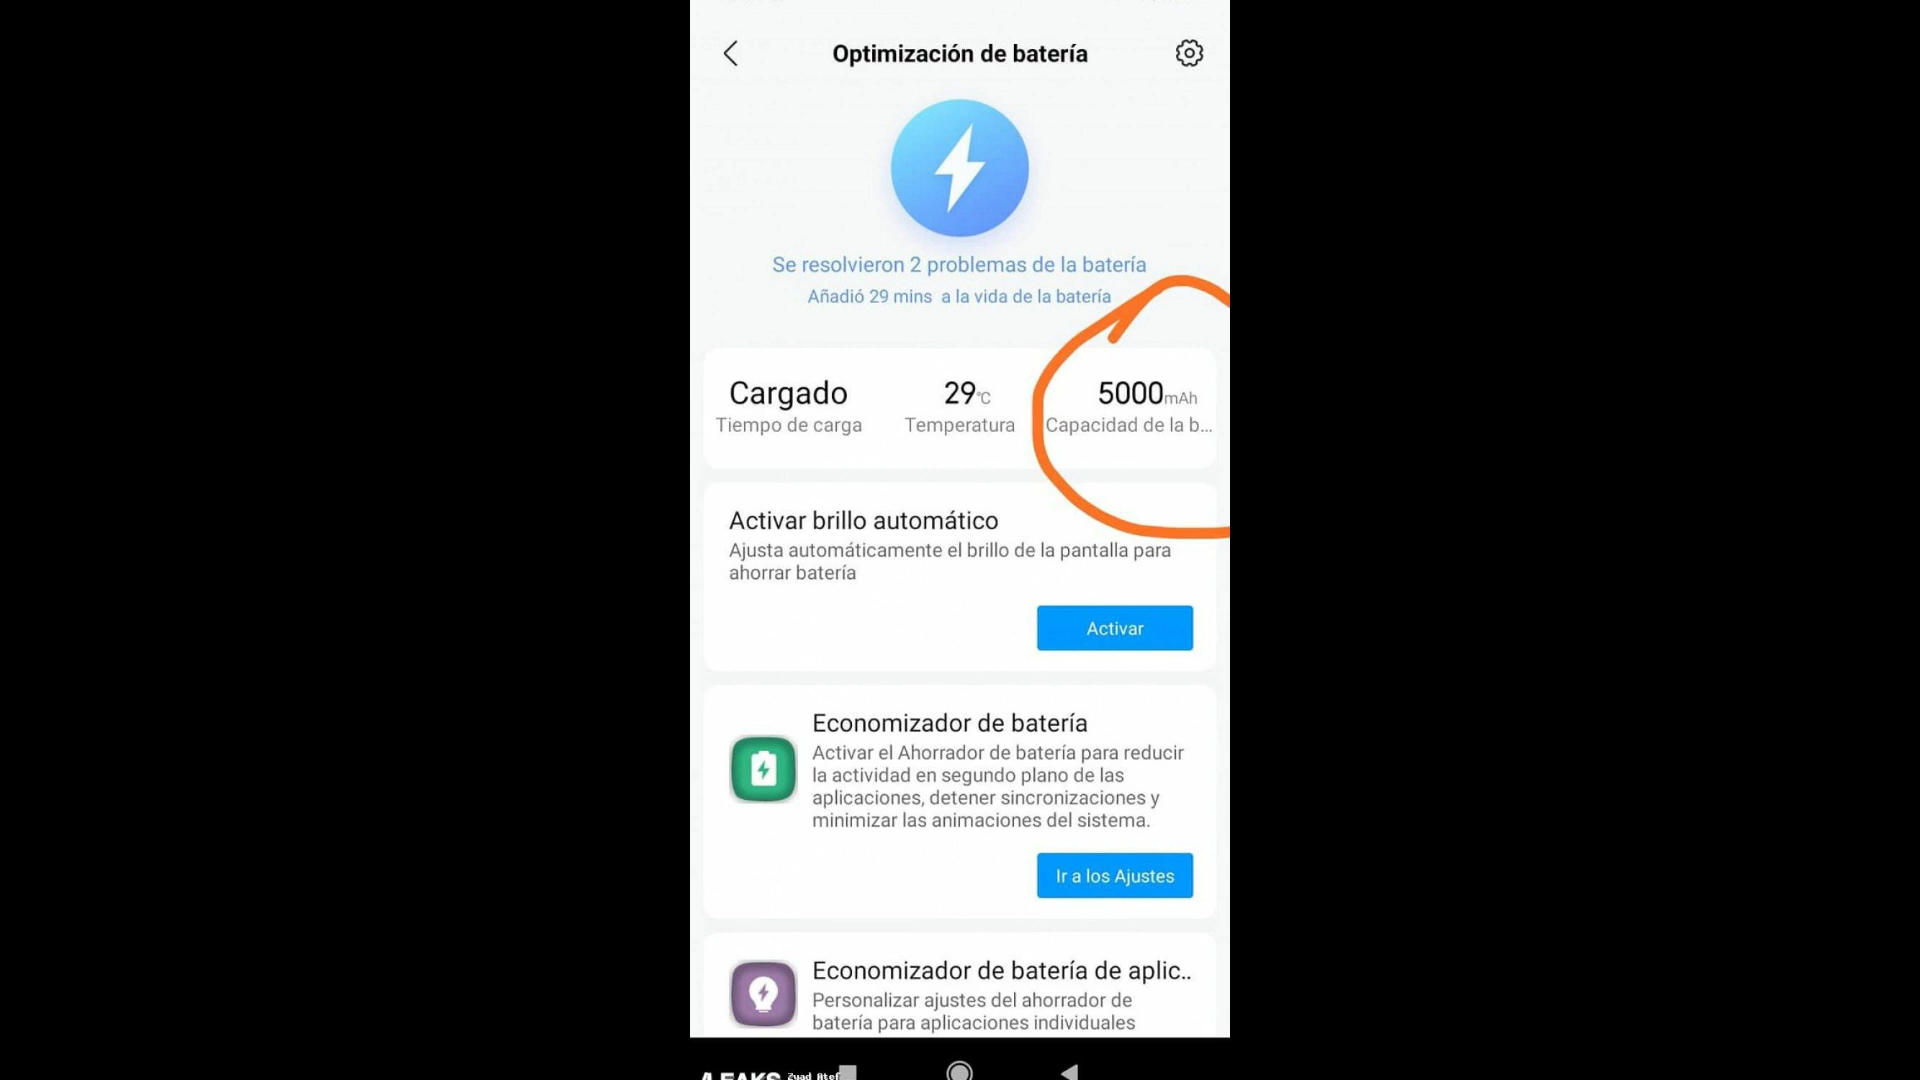 Optimización de batería
Se resolvieron 2 problemas de la batería
Añadió 29 mins a la vida de la batería
Cargado 29°C 5000mAh
Tiempo de carga Temperatura Capacidad de la b...
Activar brillo automático
Ajusta automáticamente el brillo de la pantalla para
ahorrar batería
Activar
Economizador de batería
Activar el Ahorrador de batería para reducir
la actividad en segundo plano de las
aplicaciones, detener sincronizaciones y
minimizar las animaciones del sistema.
Ir a los Ajustes
Economizador de batería de aplic..
Personalizar ajustes del ahorrador de
batería para aplicaciones individuales
Zyad Atef